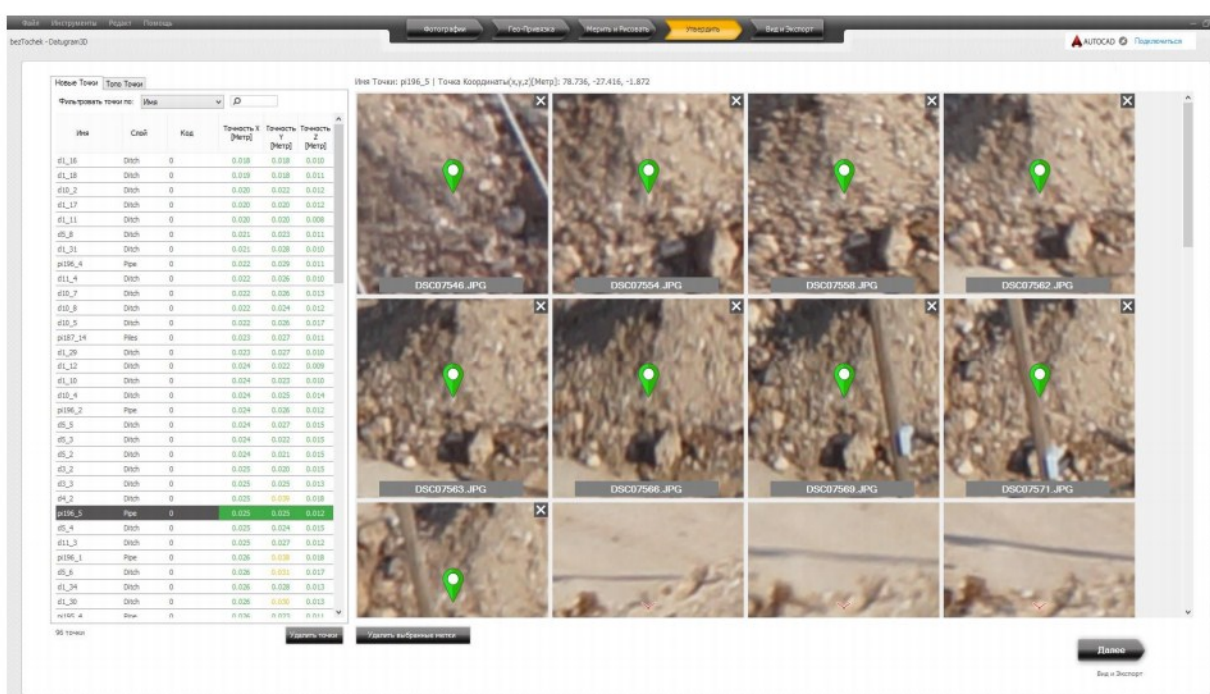 Файл Инструменты Редакт Помощь
Фотографии Гео-Привязка Мерить и Рисовать Утвердить Вид и Экспорт
bezTochek - Datugram3D
AUTOCAD Подключиться
Новые Точки Топо Точки
Имя Точки: pi196_5 | Точка Координаты(x,y,z)[Метр]: 78.736, -27.416, -1.872
Фильтровать точки по: Имя
Имя Слой Код Точность X [Метр] Точность Y [Метр] Точность Z [Метр]
d1_16 Ditch 0 0.018 0.018 0.010
d1_18 Ditch 0 0.019 0.018 0.011
d10_2 Ditch 0 0.020 0.022 0.012
d1_17 Ditch 0 0.020 0.020 0.012
d1_11 Ditch 0 0.020 0.020 0.008
d5_8 Ditch 0 0.021 0.023 0.011
d1_31 Ditch 0 0.021 0.028 0.010
pi196_4 Pipe 0 0.022 0.029 0.011
d11_4 Ditch 0 0.022 0.026 0.010
d10_7 Ditch 0 0.022 0.026 0.013
d10_8 Ditch 0 0.022 0.024 0.012
d10_5 Ditch 0 0.022 0.026 0.017
pi187_14 Piles 0 0.023 0.027 0.011
d1_29 Ditch 0 0.023 0.027 0.010
d1_12 Ditch 0 0.024 0.022 0.009
d1_10 Ditch 0 0.024 0.023 0.010
d10_4 Ditch 0 0.024 0.025 0.014
pi196_2 Pipe 0 0.024 0.026 0.012
d5_5 Ditch 0 0.024 0.027 0.015
d5_3 Ditch 0 0.024 0.022 0.015
d5_2 Ditch 0 0.024 0.021 0.015
d3_2 Ditch 0 0.025 0.020 0.015
d3_3 Ditch 0 0.025 0.025 0.013
d4_2 Ditch 0 0.025 0.018
pi196_5 Pipe 0 0.025 0.025 0.012
d5_4 Ditch 0 0.025 0.024 0.015
d11_3 Ditch 0 0.025 0.027 0.012
pi196_1 Pipe 0 0.026 0.018
d5_6 Ditch 0 0.026 0.031 0.017
d1_34 Ditch 0 0.026 0.028 0.013
d1_30 Ditch 0 0.026 0.013
DSC07546.JPG DSC07554.JPG DSC07558.JPG DSC07562.JPG
DSC07563.JPG DSC07566.JPG DSC07569.JPG DSC07571.JPG
96 точки
Удалить точки
Удалить выбранные метки
Далее
Вид и Экспорт